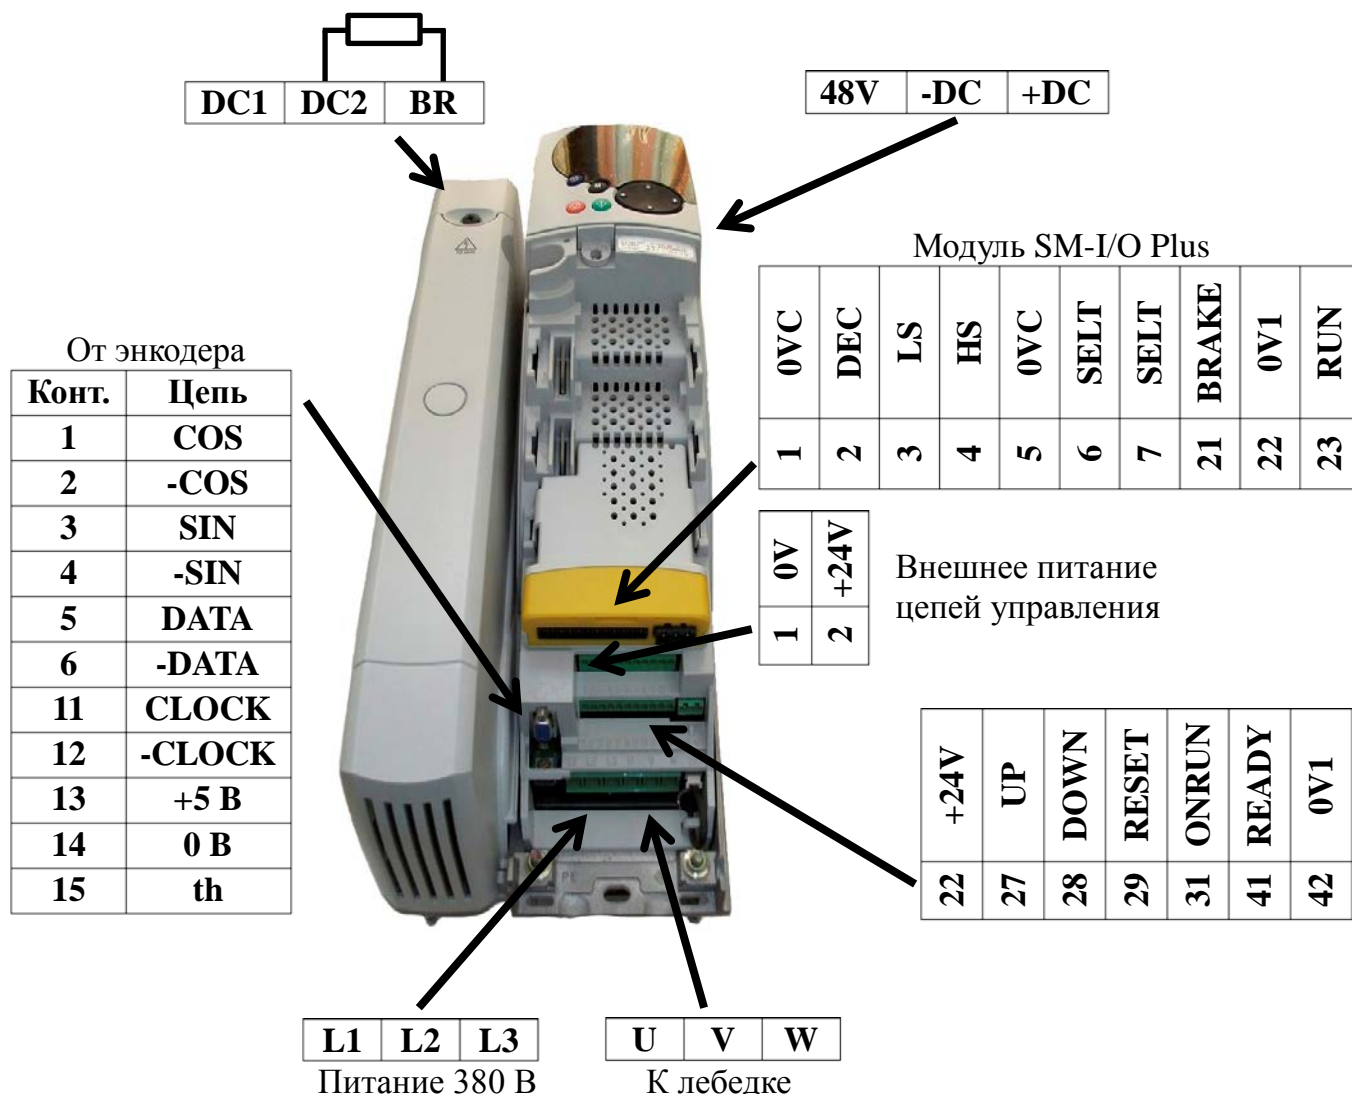 DC1 DC2 BR
48V -DC +DC
Модуль SM-I/O Plus
0VC DEC LS HS 0VC SELT SELT BRAKE 0V1 RUN
1 2 3 4 5 6 7 21 22 23
От энкодера
Конт. Цепь
1 COS
2 -COS
3 SIN
4 -SIN
5 DATA
6 -DATA
11 CLOCK
12 -CLOCK
13 +5 В
14 0 В
15 th
0V +24V
1 2
Внешнее питание
цепей управления
+24V UP DOWN RESET ONRUN READY 0V1
22 27 28 29 31 41 42
L1 L2 L3
Питание 380 В
U V W
К лебедке